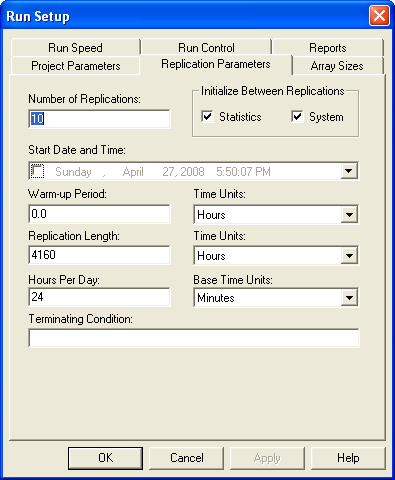 Run Setup
Run Speed Run Control Reports
Project Parameters Replication Parameters Array Sizes
Number of Replications:
10
Initialize Between Replications
Statistics System
Start Date and Time:
Sunday , April 27, 2008 5:50:07 PM
Warm-up Period: Time Units:
0.0 Hours
Replication Length: Time Units:
4160 Hours
Hours Per Day: Base Time Units:
24 Minutes
Terminating Condition:
OK Cancel Apply Help